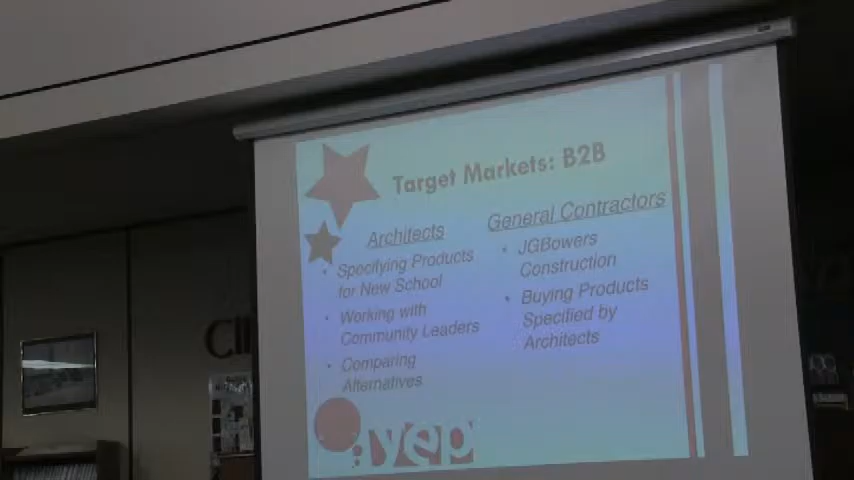 Target Markets: B2B
Architects
• Specifying Products
for New School
• Working with
Community Leaders
• Comparing
Alternatives
General Contractors
• JGBowers
Construction
• Buying Products
Specified by
Architects
ayep